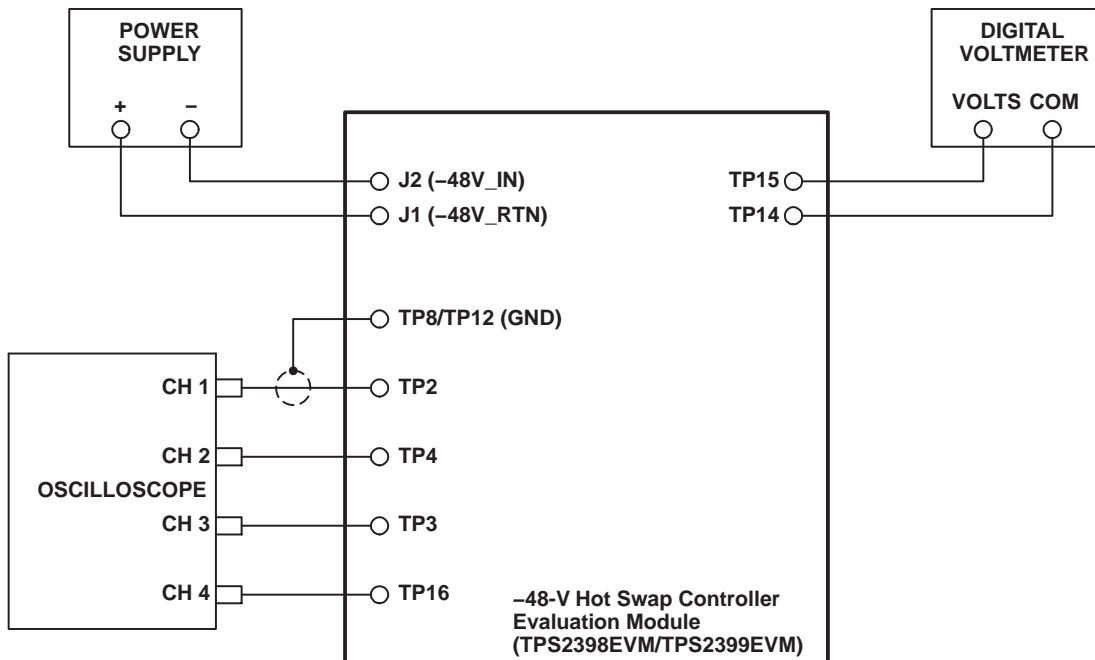 POWER
SUPPLY
+ −
DIGITAL
VOLTMETER
VOLTS COM
J2 (−48V_IN)
J1 (−48V_RTN)
TP15
TP14
TP8/TP12 (GND)
CH 1
TP2
CH 2
TP4
OSCILLOSCOPE
CH 3
TP3
CH 4
TP16
−48-V Hot Swap Controller
Evaluation Module
(TPS2398EVM/TPS2399EVM)